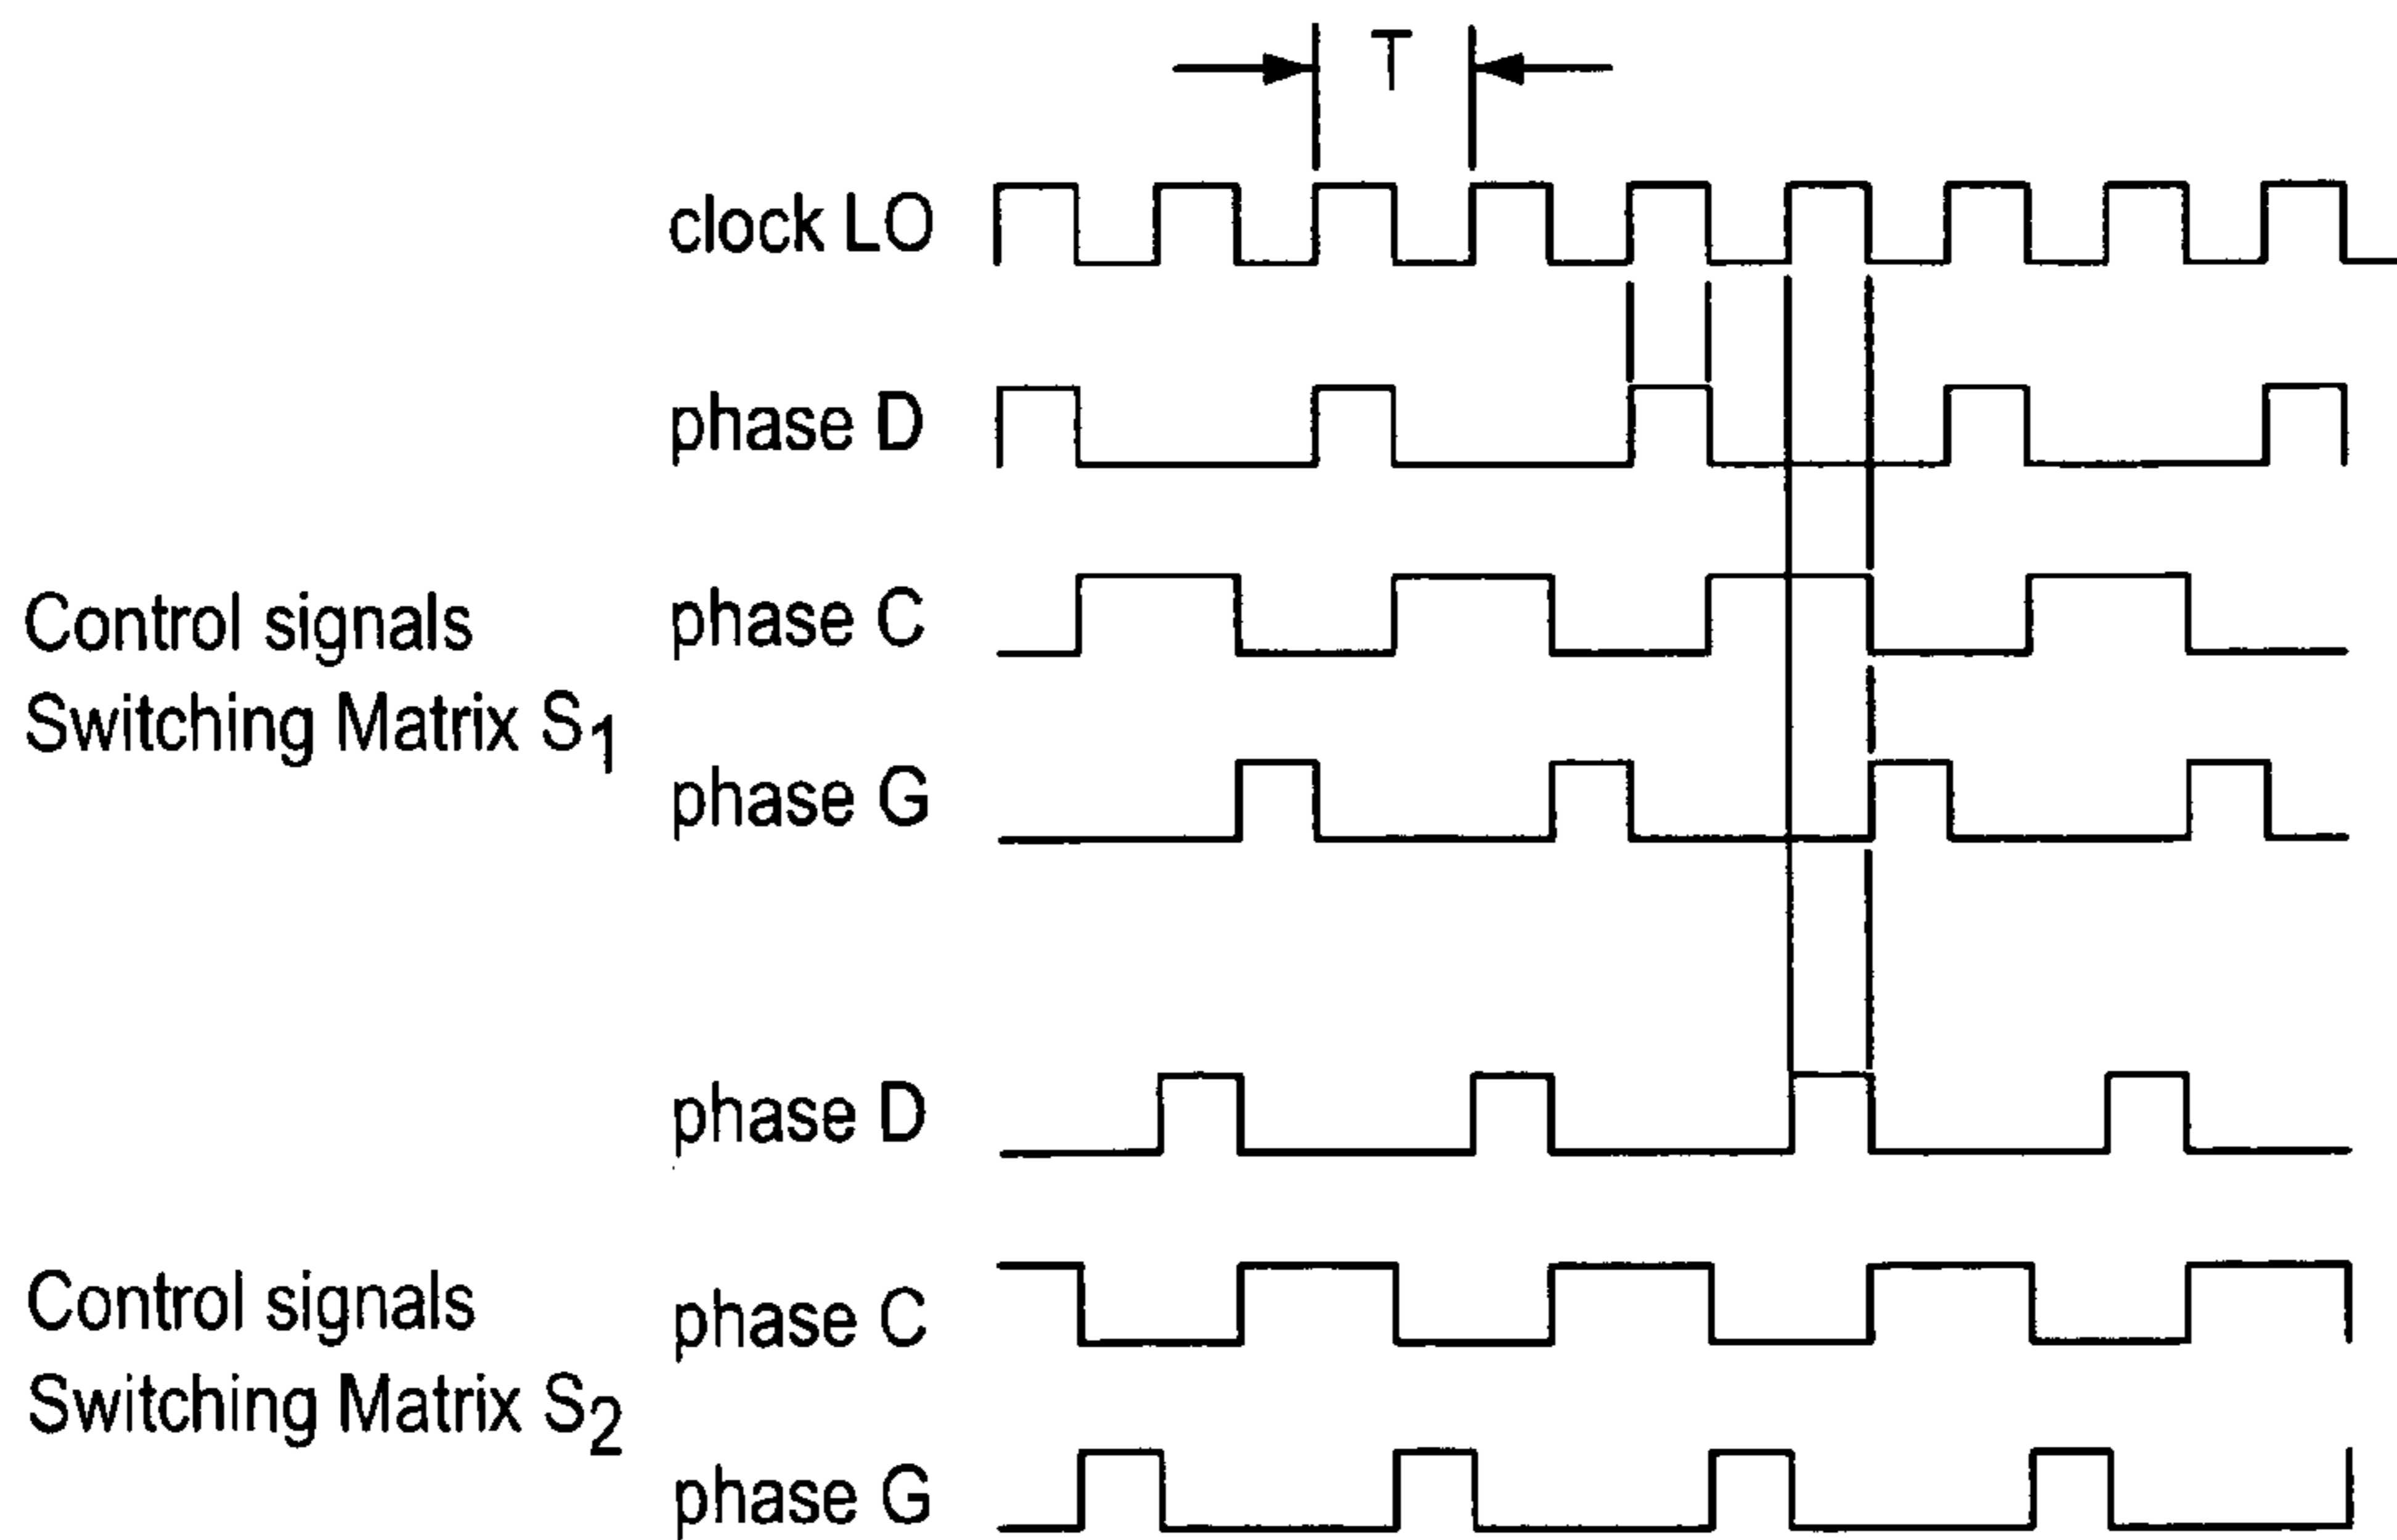 T
clock LO
phase D
Control signals
Switching Matrix S1
phase C
phase G
phase D
Control signals
Switching Matrix S2
phase C
phase G